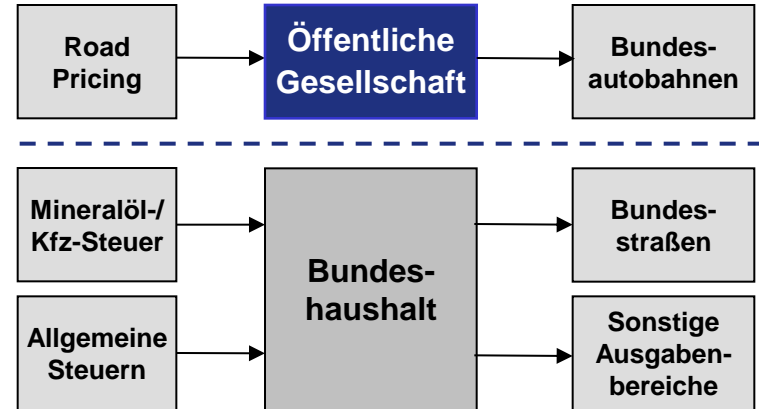 Road
Pricing
Öffentliche
Gesellschaft
Bundes-
autobahnen
Mineralöl-/
Kfz-Steuer
Bundes-
haushalt
Bundes-
straßen
Allgemeine
Steuern
Sonstige
Ausgaben-
bereiche